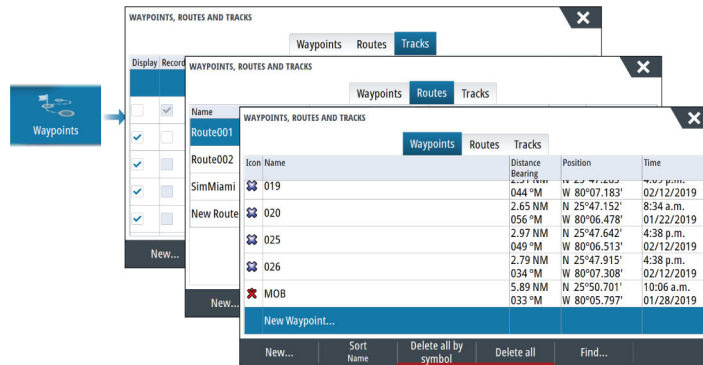 Waypoints
WAYPOINTS, ROUTES AND TRACKS
Waypoints Routes Tracks
Display Record
New...
WAYPOINTS, ROUTES AND TRACKS
Waypoints Routes Tracks
Name
Route001
Route002
SimMiami
New Route
New...
WAYPOINTS, ROUTES AND TRACKS
Waypoints Routes Tracks
Icon Name Distance Position Time
Bearing
019
044 °M W 80°07.183' 02/12/2019
2.65 NM N 25°47.152' 8:34 a.m.
020
056 °M W 80°06.478' 01/22/2019
2.97 NM N 25°47.642' 4:38 p.m.
025
049 °M W 80°06.513' 02/12/2019
2.79 NM N 25°47.915' 4:38 p.m.
026
034 °M W 80°07.308' 02/12/2019
5.89 NM N 25°50.701' 10:06 a.m.
MOB
033 °M W 80°05.797' 01/28/2019
New Waypoint...
New... Sort Delete all by Delete all Find...
Name symbol